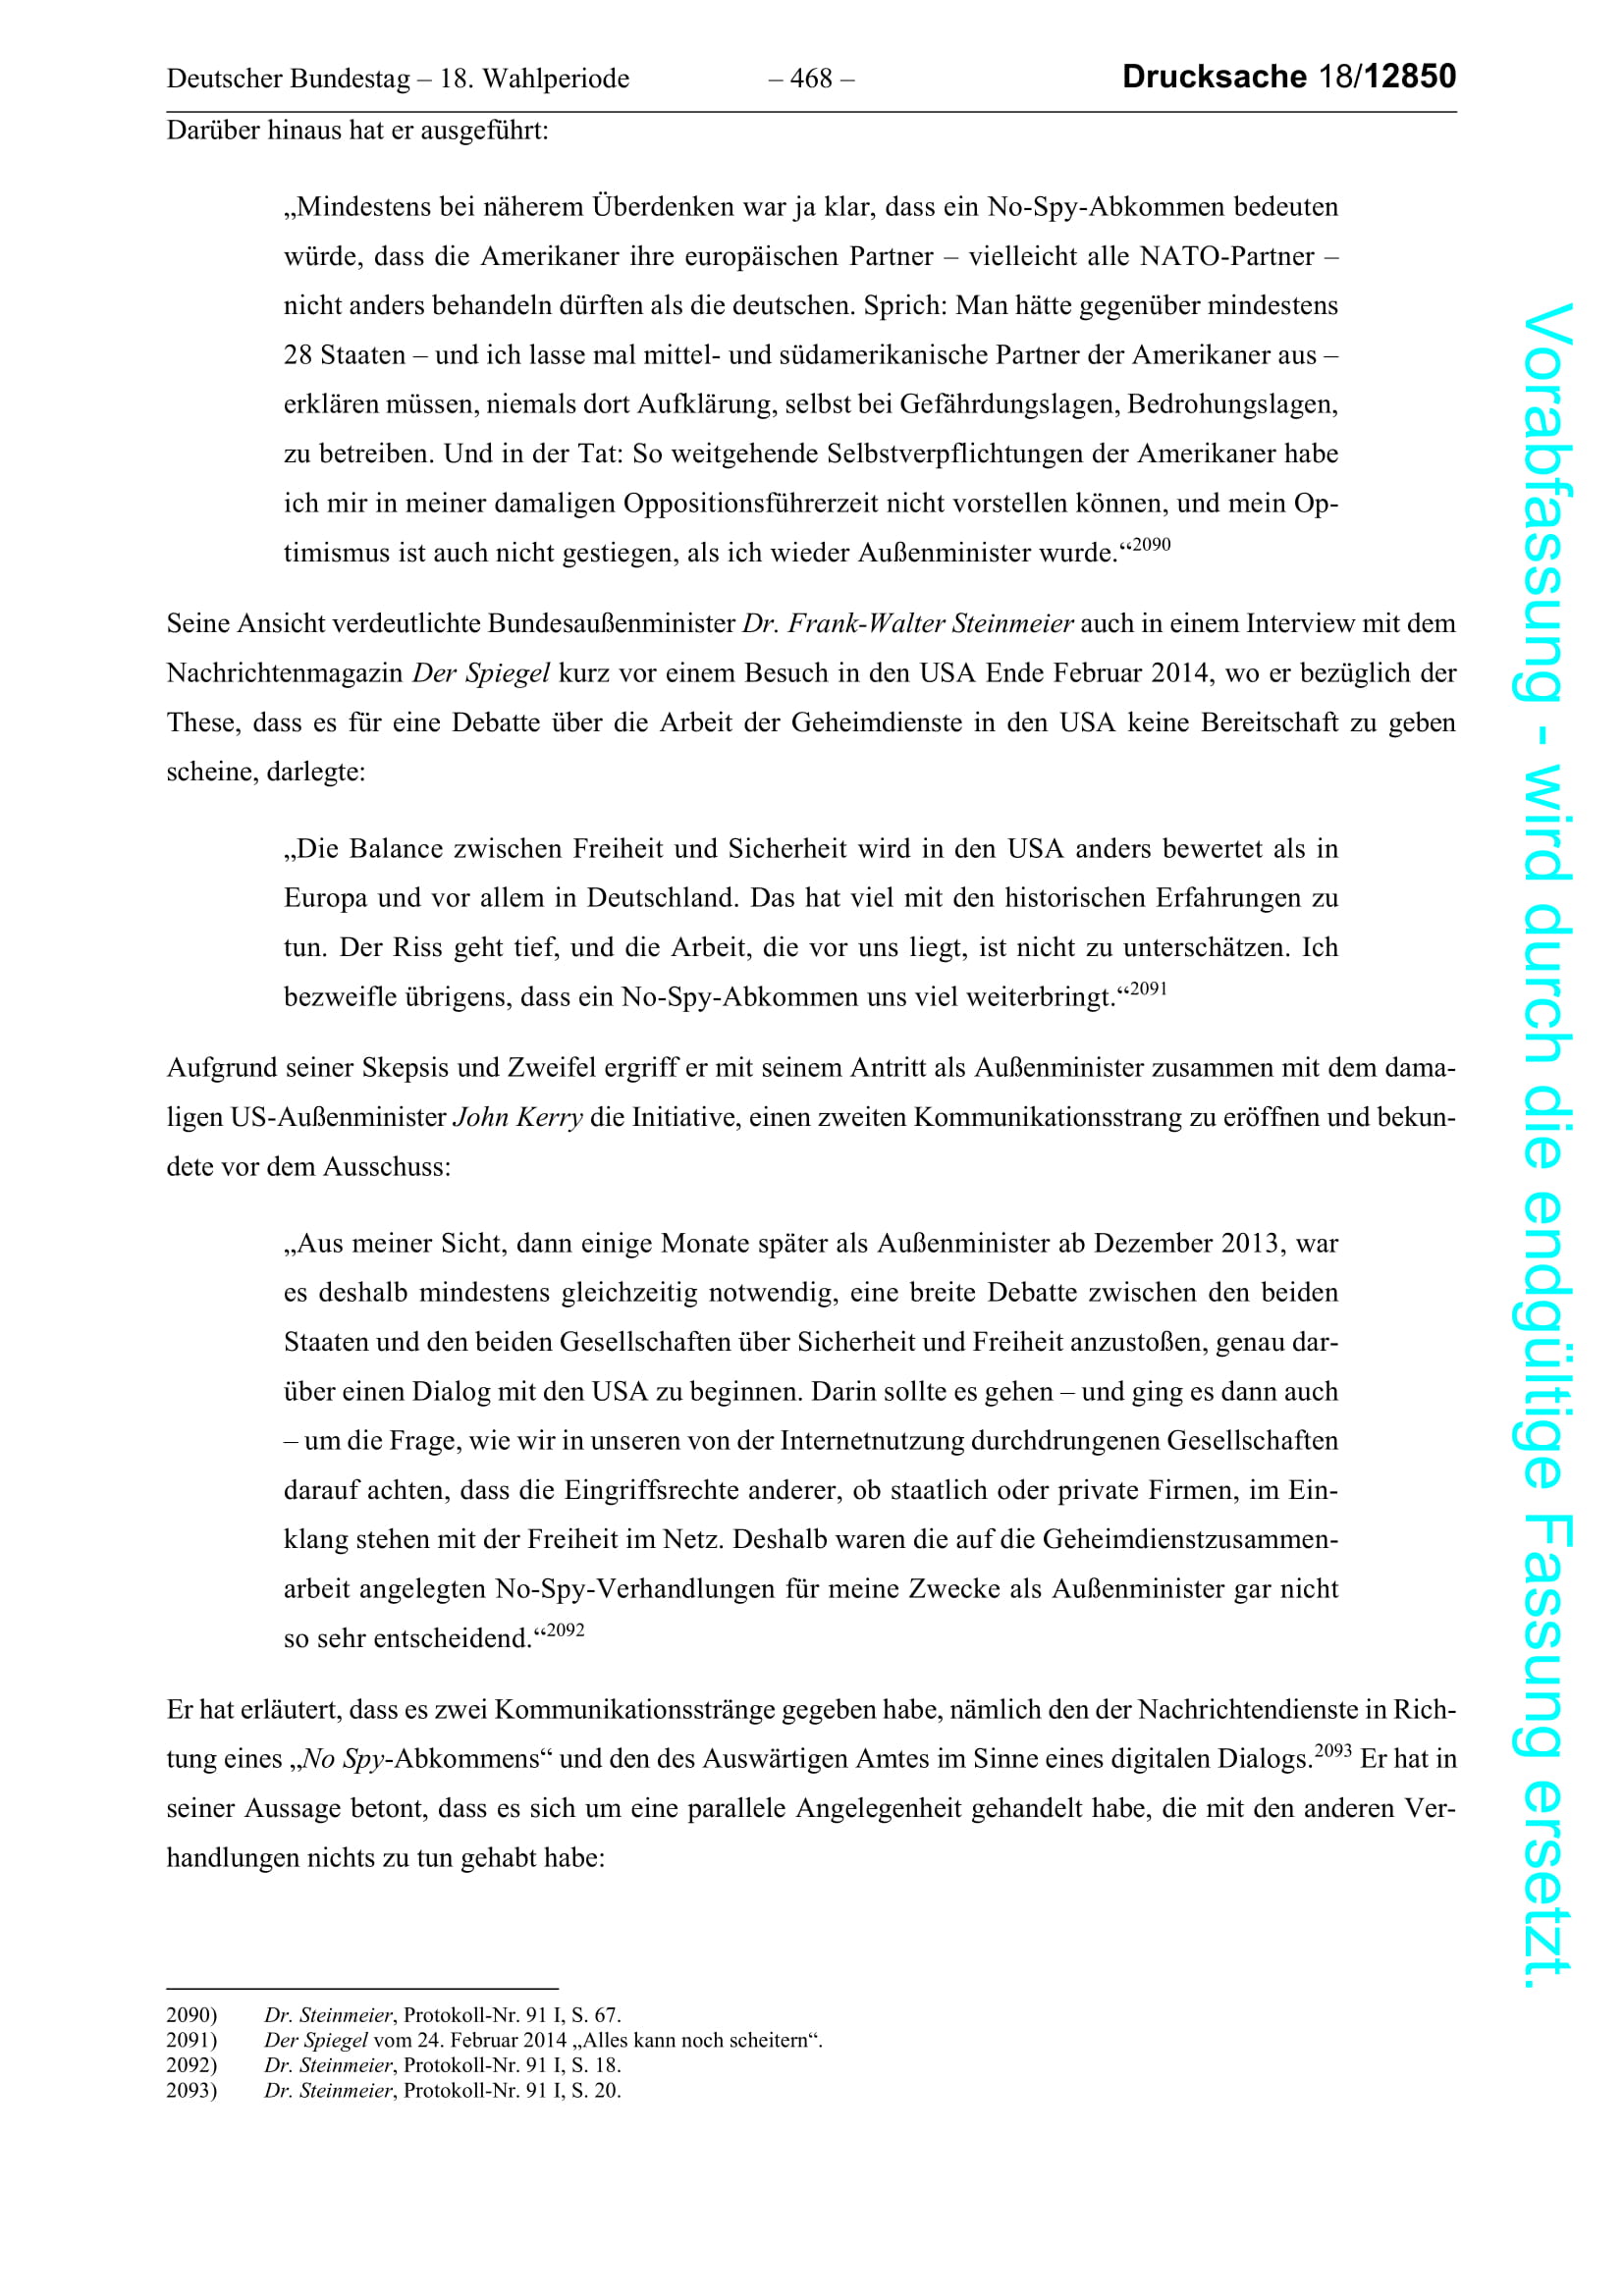 Deutscher Bundestag – 18. Wahlperiode – 468 – Drucksache 18/12850
Darüber hinaus hat er ausgeführt:
„Mindestens bei näherem Überdenken war ja klar, dass ein No-Spy-Abkommen bedeuten
würde, dass die Amerikaner ihre europäischen Partner – vielleicht alle NATO-Partner –
nicht anders behandeln dürften als die deutschen. Sprich: Man hätte gegenüber mindestens
28 Staaten – und ich lasse mal mittel- und südamerikanische Partner der Amerikaner aus –
erklären müssen, niemals dort Aufklärung, selbst bei Gefährdungslagen, Bedrohungslagen,
zu betreiben. Und in der Tat: So weitgehende Selbstverpflichtungen der Amerikaner habe
ich mir in meiner damaligen Oppositionsführerzeit nicht vorstellen können, und mein Op-
timismus ist auch nicht gestiegen, als ich wieder Außenminister wurde.“2090
Seine Ansicht verdeutlichte Bundesaußenminister Dr. Frank-Walter Steinmeier auch in einem Interview mit dem
Nachrichtenmagazin Der Spiegel kurz vor einem Besuch in den USA Ende Februar 2014, wo er bezüglich der
These, dass es für eine Debatte über die Arbeit der Geheimdienste in den USA keine Bereitschaft zu geben
scheine, darlegte:
„Die Balance zwischen Freiheit und Sicherheit wird in den USA anders bewertet als in
Europa und vor allem in Deutschland. Das hat viel mit den historischen Erfahrungen zu
tun. Der Riss geht tief, und die Arbeit, die vor uns liegt, ist nicht zu unterschätzen. Ich
bezweifle übrigens, dass ein No-Spy-Abkommen uns viel weiterbringt.“2091
Aufgrund seiner Skepsis und Zweifel ergriff er mit seinem Antritt als Außenminister zusammen mit dem dama-
ligen US-Außenminister John Kerry die Initiative, einen zweiten Kommunikationsstrang zu eröffnen und bekun-
dete vor dem Ausschuss:
„Aus meiner Sicht, dann einige Monate später als Außenminister ab Dezember 2013, war
es deshalb mindestens gleichzeitig notwendig, eine breite Debatte zwischen den beiden
Staaten und den beiden Gesellschaften über Sicherheit und Freiheit anzustoßen, genau dar-
über einen Dialog mit den USA zu beginnen. Darin sollte es gehen – und ging es dann auch
– um die Frage, wie wir in unseren von der Internetnutzung durchdrungenen Gesellschaften
darauf achten, dass die Eingriffsrechte anderer, ob staatlich oder private Firmen, im Ein-
klang stehen mit der Freiheit im Netz. Deshalb waren die auf die Geheimdienstzusammen-
arbeit angelegten No-Spy-Verhandlungen für meine Zwecke als Außenminister gar nicht
so sehr entscheidend.“2092
Er hat erläutert, dass es zwei Kommunikationsstränge gegeben habe, nämlich den der Nachrichtendienste in Rich-
tung eines „No Spy-Abkommens“ und den des Auswärtigen Amtes im Sinne eines digitalen Dialogs.2093 Er hat in
seiner Aussage betont, dass es sich um eine parallele Angelegenheit gehandelt habe, die mit den anderen Ver-
handlungen nichts zu tun gehabt habe:
2090) Dr. Steinmeier, Protokoll-Nr. 91 I, S. 67.
2091) Der Spiegel vom 24. Februar 2014 „Alles kann noch scheitern“.
2092) Dr. Steinmeier, Protokoll-Nr. 91 I, S. 18.
2093) Dr. Steinmeier, Protokoll-Nr. 91 I, S. 20.
Vorabfassung - wird durch die endgültige Fassung ersetzt.